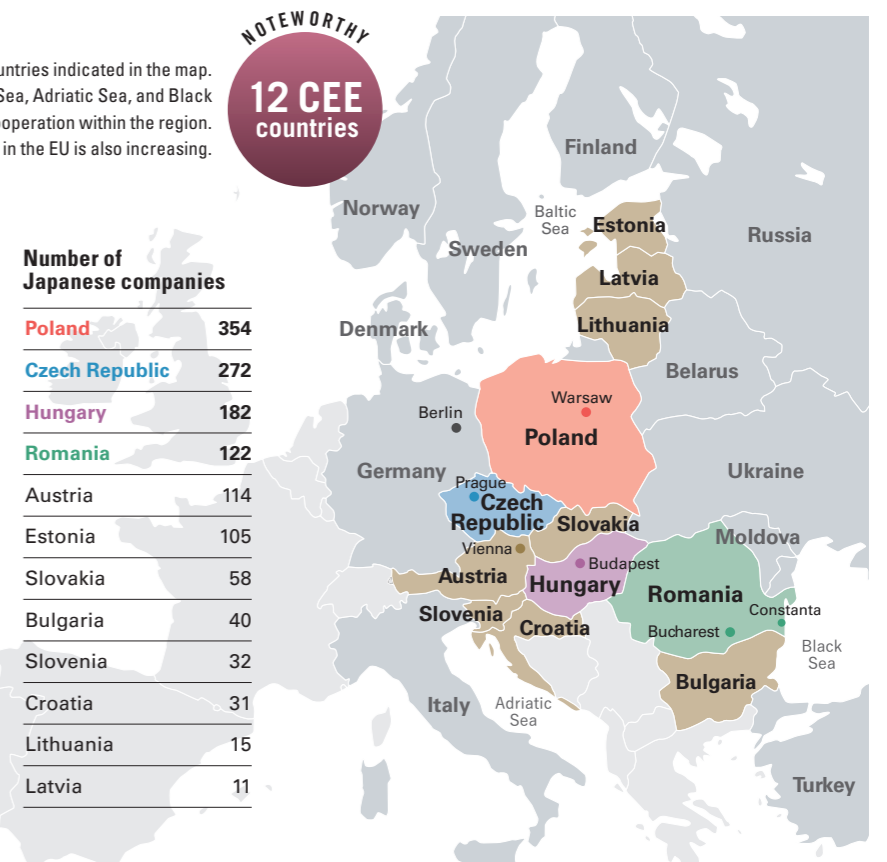 NOTEWORTHY
12 CEE
countries
countries indicated in the map.
Sea, Adriatic Sea, and Black
operation within the region.
in the EU is also increasing.
Number of
Japanese companies
Poland 354
Czech Republic 272
Hungary 182
Romania 122
Austria 114
Estonia 105
Slovakia 58
Bulgaria 40
Slovenia 32
Croatia 31
Lithuania 15
Latvia 11
Finland
Norway
Baltic
Sea
Estonia
Sweden
Russia
Latvia
Denmark
Lithuania
Belarus
Berlin
Warsaw
Poland
Germany
Ukraine
Prague
Czech
Republic
Slovakia
Moldova
Vienna
Budapest
Austria
Hungary
Romania
Slovenia
Croatia
Constanta
Bucharest
Black
Sea
Bulgaria
Italy
Adriatic
Sea
Turkey